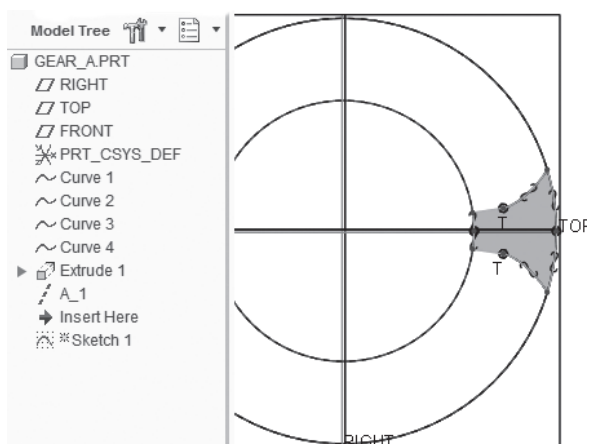 Model Tree
GEAR_A.PRT
RIGHT
TOP
FRONT
PRT_CSYS_DEF
Curve 1
Curve 2
Curve 3
Curve 4
Extrude 1
A_1
Insert Here
※Sketch 1
T
TOP
T
RIGHT